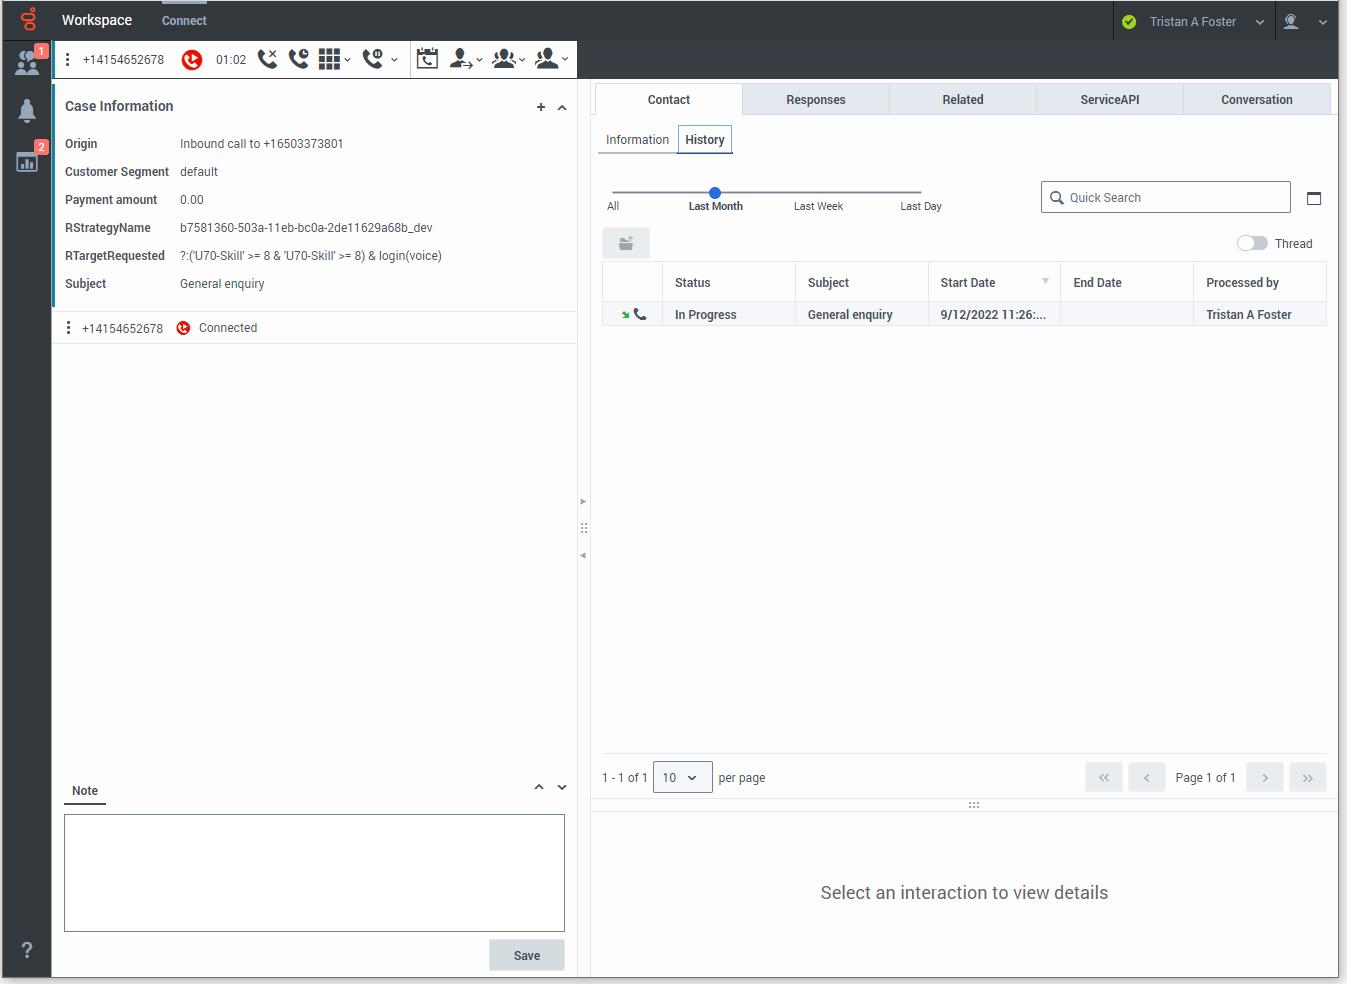 Workspace
Connect
Tristan A Foster
1
2
+14154652678
01:02
Case Information
+
Origin
Inbound call to +16503373801
Customer Segment
default
Payment amount
0.00
RStrategyName
b7581360-503a-11eb-bc0a-2de11629a68b_dev
RTargetRequested
?:('U70-Skill' >= 8 & 'U70-Skill' >= 8) & login(voice)
Subject
General enquiry
+14154652678
Connected
Note
Save
?
Contact
Responses
Related
ServiceAPI
Conversation
Information
History
All
Last Month
Last Week
Last Day
Quick Search
Thread
Status
Subject
Start Date
End Date
Processed by
In Progress
General enquiry
9/12/2022 11:26:...
Tristan A Foster
1 - 1 of 1
10
per page
Page 1 of 1
Select an interaction to view details